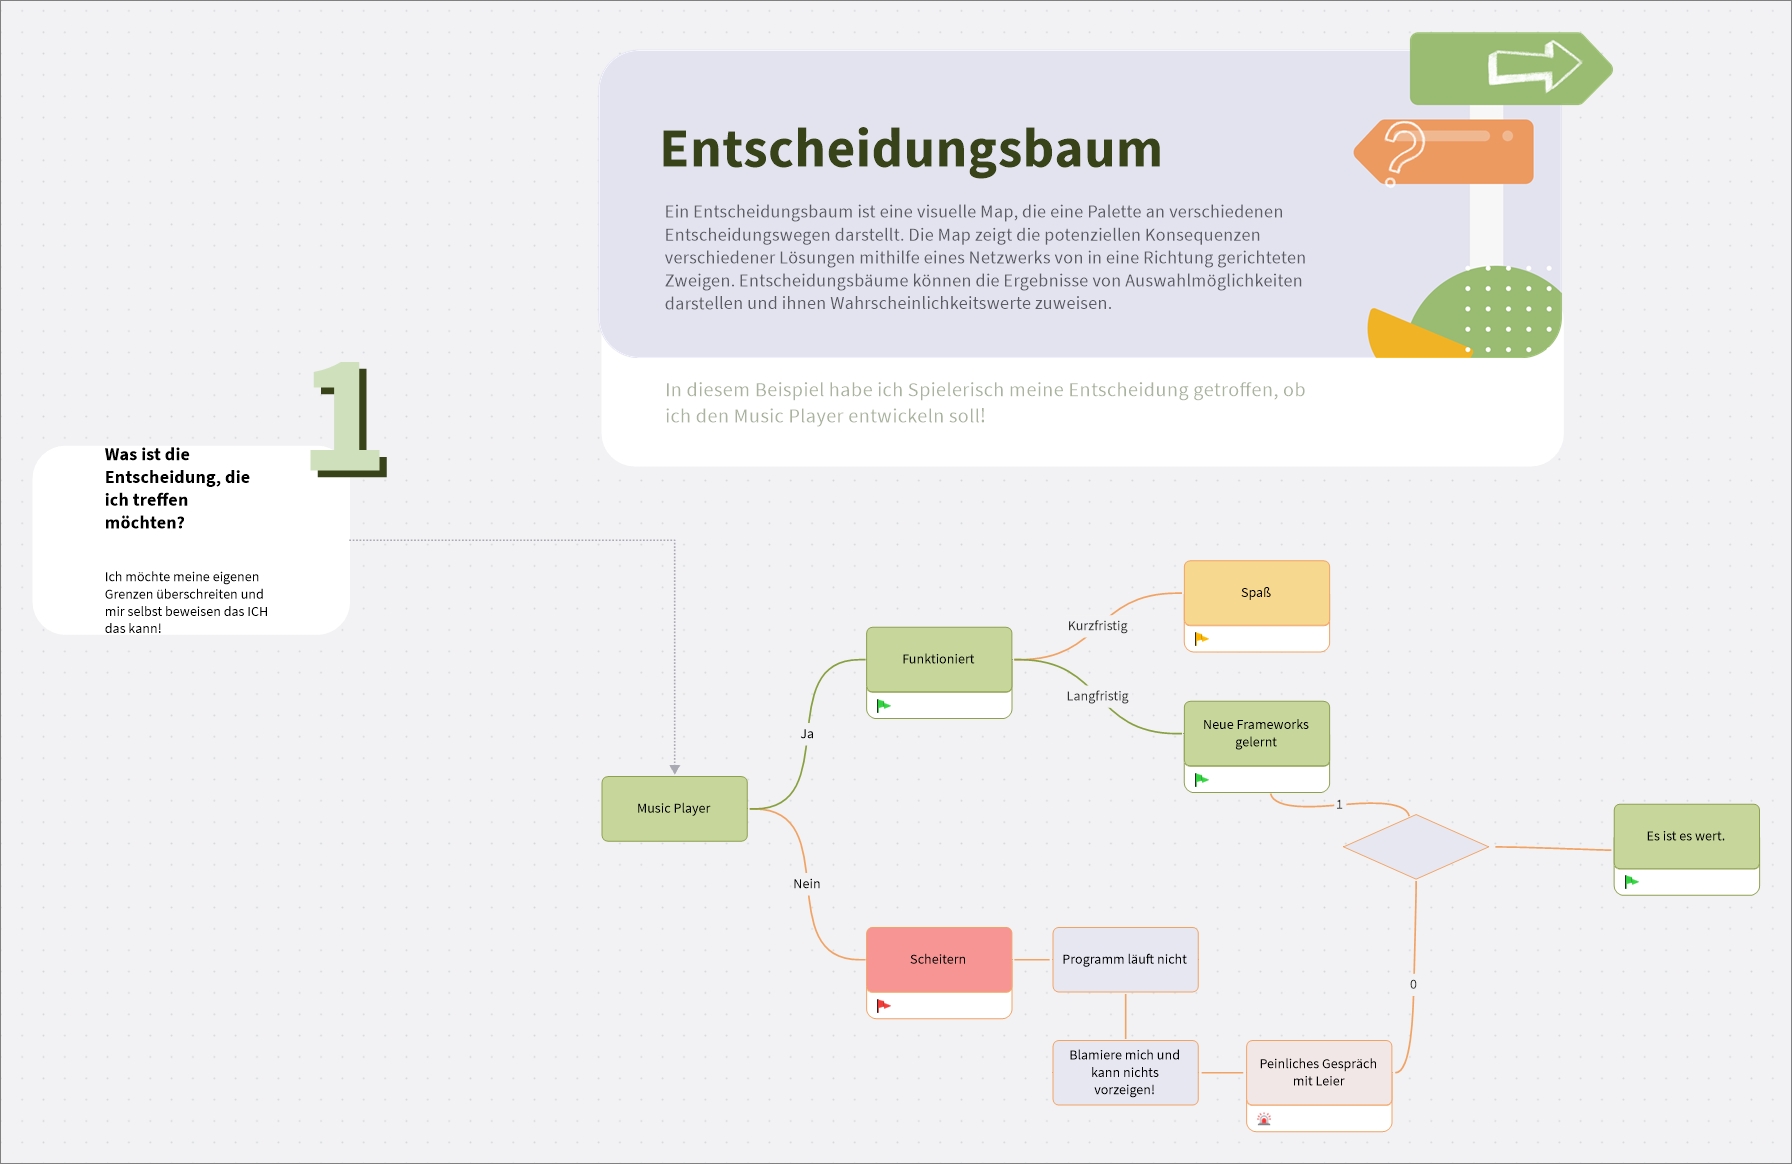 Entscheidungsbaum
Ein Entscheidungsbaum ist eine visuelle Map, die eine Palette an verschiedenen
Entscheidungswegen darstellt. Die Map zeigt die potenziellen Konsequenzen
verschiedener Lösungen mithilfe eines Netzwerks von in eine Richtung gerichteten
Zweigen. Entscheidungsbäume können die Ergebnisse von Auswahlmöglichkeiten
darstellen und ihnen Wahrscheinlichkeitswerte zuweisen.
In diesem Beispiel habe ich Spielerisch meine Entscheidung getroffen, ob
ich den Music Player entwickeln soll!
1
Was ist die
Entscheidung, die
ich treffen
möchten?
Ich möchte meine eigenen
Grenzen überschreiten und
mir selbst beweisen das ICH
das kann!
Music Player
Ja
Funktioniert
Kurzfristig
Spaß
Langfristig
Neue Frameworks
gelernt
1
Es ist es wert.
Nein
Scheitern
Programm läuft nicht
Blamiere mich und
kann nichts
vorzeigen!
Peinliches Gespräch
mit Leier
0